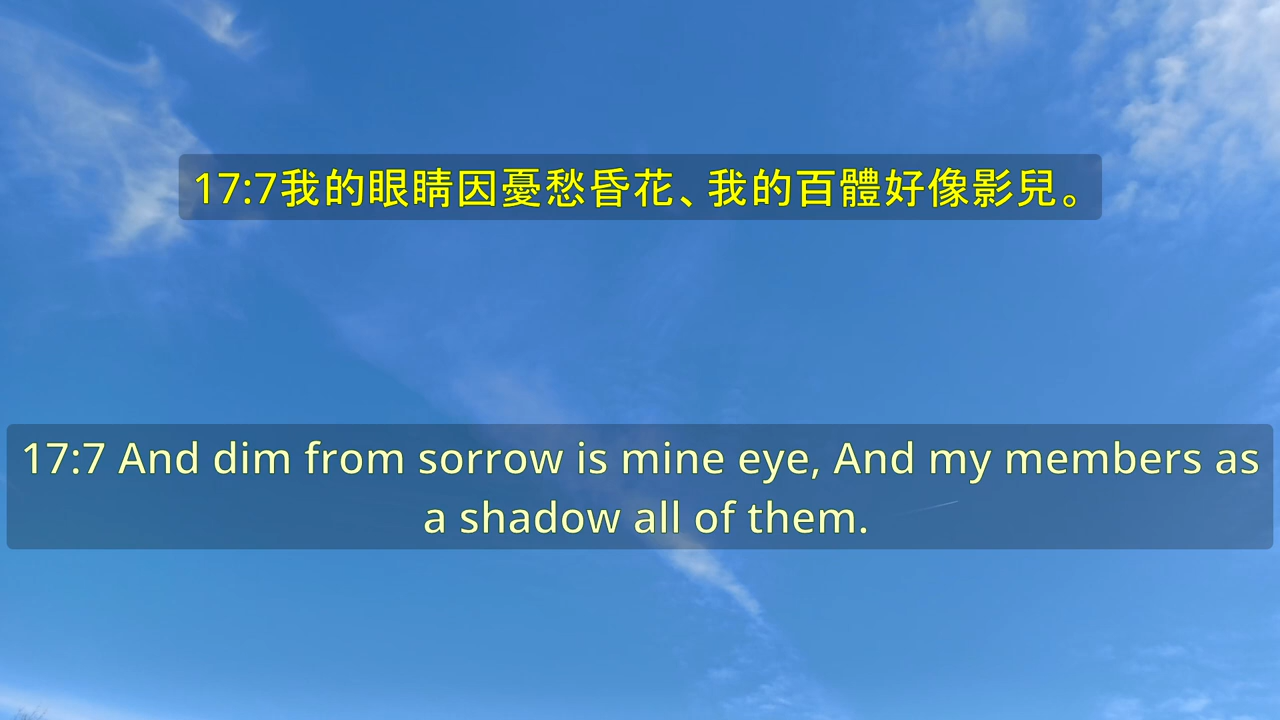 17:7我的眼睛因憂愁昏花、我的百體好像影兒。
17:7 And dim from sorrow is mine eye, And my members as
a shadow all of them.